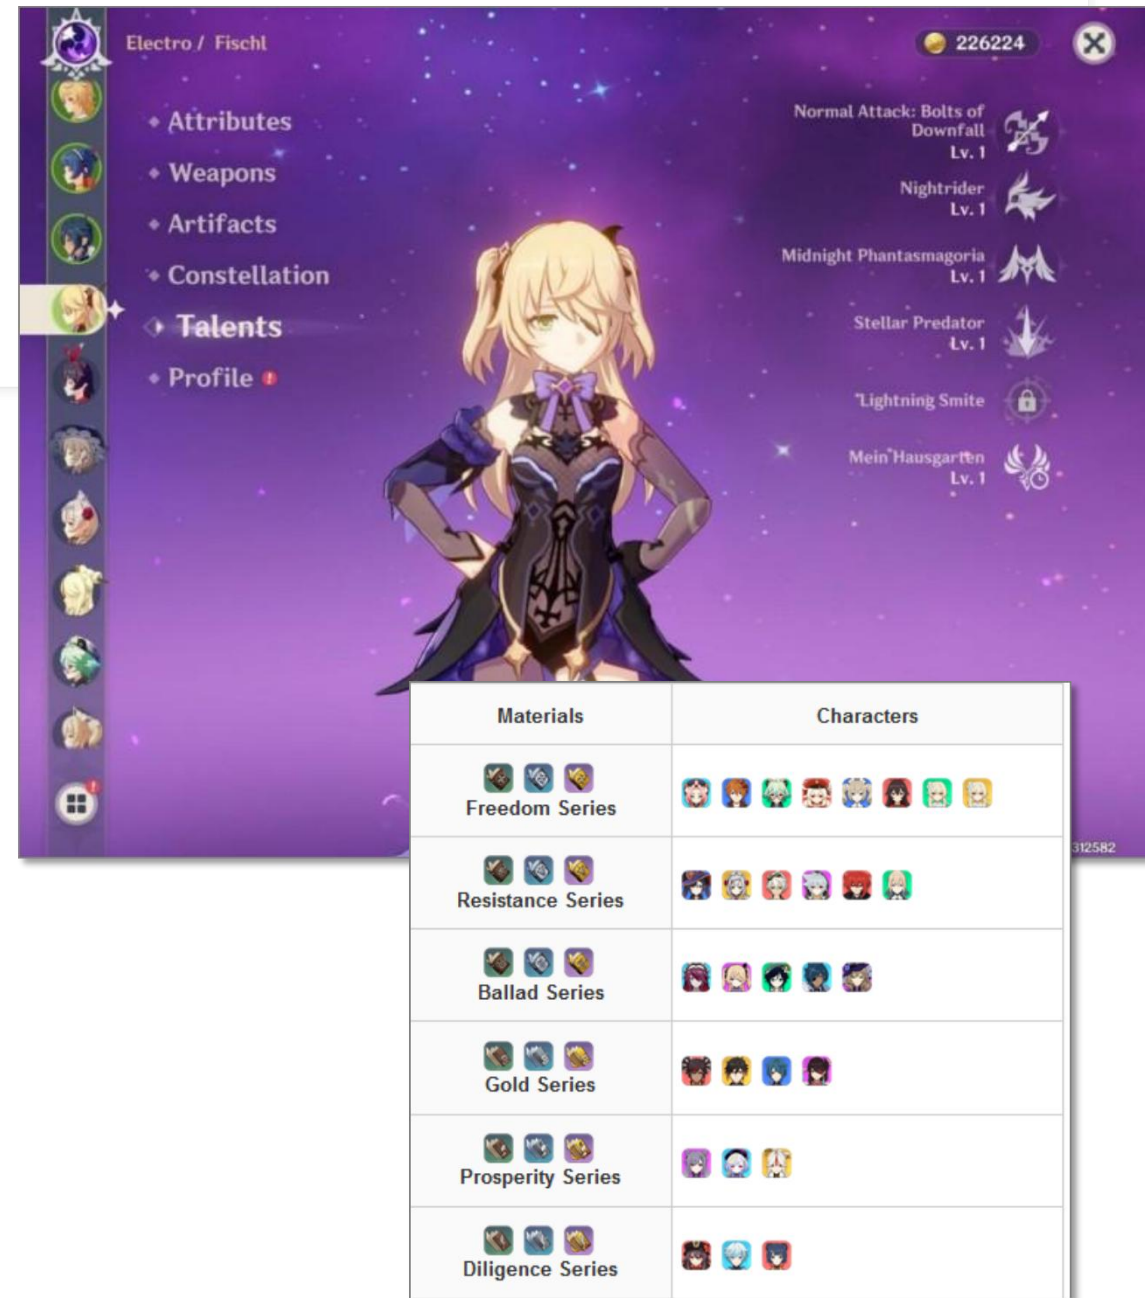 Electro / Fischl
226224
Attributes
Weapons
Artifacts
Constellation
Talents
Profile
Normal Attack: Bolts of
Downfall
Lv. 1
Nightrider
Lv. 1
Midnight Phantasmagoria
Lv. 1
Stellar Predator
Lv. 1
Lightning Smite
Mein Hausgarten
Lv. 1
312582
Materials Characters
Freedom Series
Resistance Series
Ballad Series
Gold Series
Prosperity Series
Diligence Series